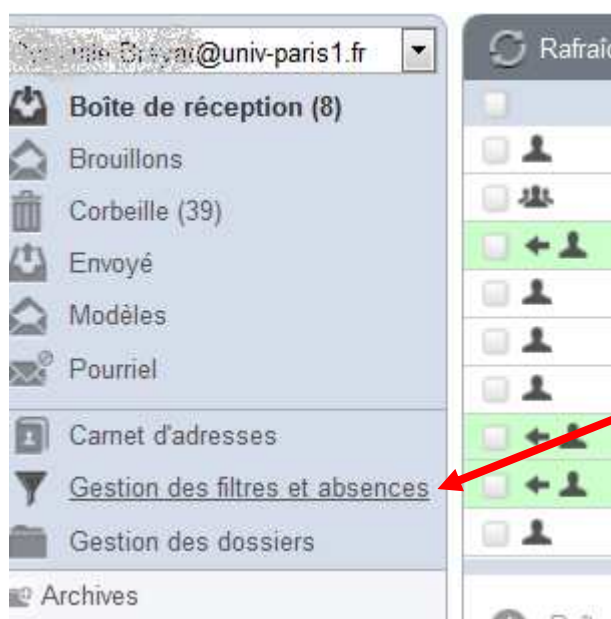 @univ-paris1.fr
Rafraîc
Boîte de réception (8)
Brouillons
Corbeille (39)
Envoyé
Modèles
Pourriel
Carnet d'adresses
Gestion des filtres et absences
Gestion des dossiers
Archives